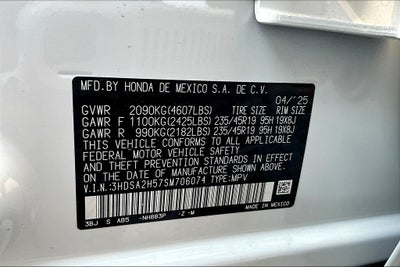 MFD.BY HONDA DE MEXICO S.A. DE C.V.
04/'25
GVWR 2090KG(4607LBS) TIRE SIZE RIM SIZE
GAWR F 1100KG(2425LBS) 235/45R19 95H 19X8J
GAWR R 990KG(2182LBS) 235/45R19 95H 19X8J
THIS VEHICLE CONFORMS TO ALL APPLICABLE
FEDERAL MOTOR VEHICLE SAFETY
AND THEFT PREVENTION STANDARDS IN EFFECT
ON THE DATE OF MANUFACTURE SHOWN ABOVE.
V.I.N.:3HDSA2H57SM706074 TYPE:MPV
3BJ S AB5 -NH883P -Z -M